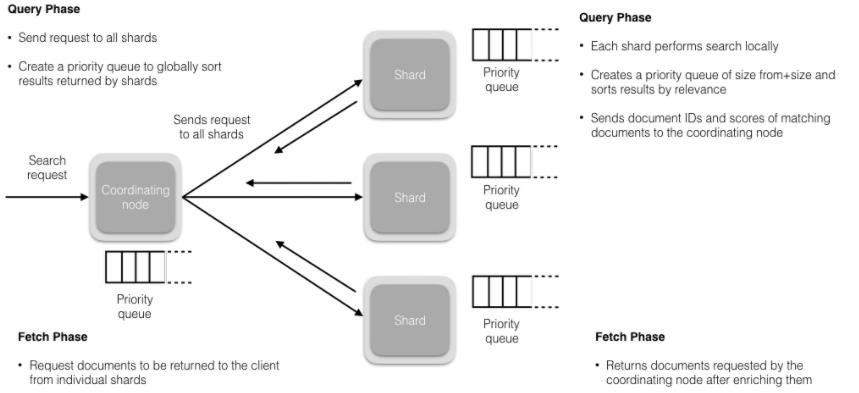 Query Phase
• Send request to all shards
• Create a priority queue to globally sort
results returned by shards
Sends request
to all shards
Search
request
Coordinating
node
Priority
queue
Fetch Phase
• Request documents to be returned to the client
from individual shards
Shard
Priority
queue
Shard
Priority
queue
Shard
Priority
queue
Query Phase
• Each shard performs search locally
• Creates a priority queue of size from+size and
sorts results by relevance
• Sends document IDs and scores of matching
documents to the coordinating node
Fetch Phase
• Returns documents requested by the
coordinating node after enriching them